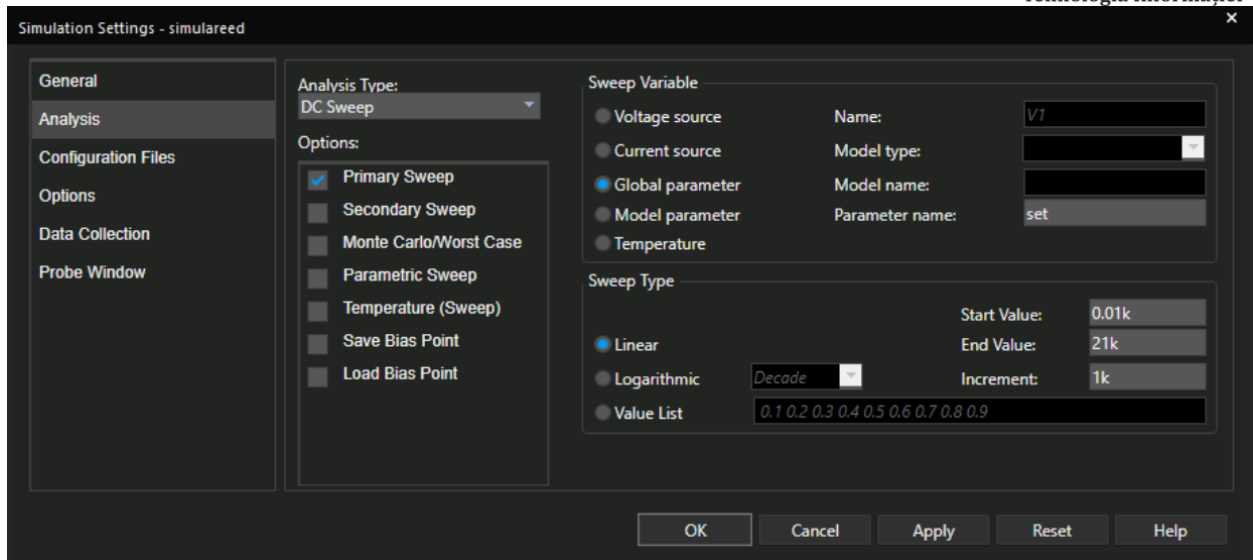 Tehnologia Informației
Simulation Settings - simulareed
×
General
Analysis
Configuration Files
Options
Data Collection
Probe Window
Analysis Type:
DC Sweep
Options:
Primary Sweep
Secondary Sweep
Monte Carlo/Worst Case
Parametric Sweep
Temperature (Sweep)
Save Bias Point
Load Bias Point
Sweep Variable
Voltage source
Name: V1
Current source
Model type:
Global parameter
Model name:
Model parameter
Parameter name: set
Temperature
Sweep Type
Start Value: 0.01k
Linear
End Value: 21k
Logarithmic Decade
Increment: 1k
Value List 0.1 0.2 0.3 0.4 0.5 0.6 0.7 0.8 0.9
OK Cancel Apply Reset Help